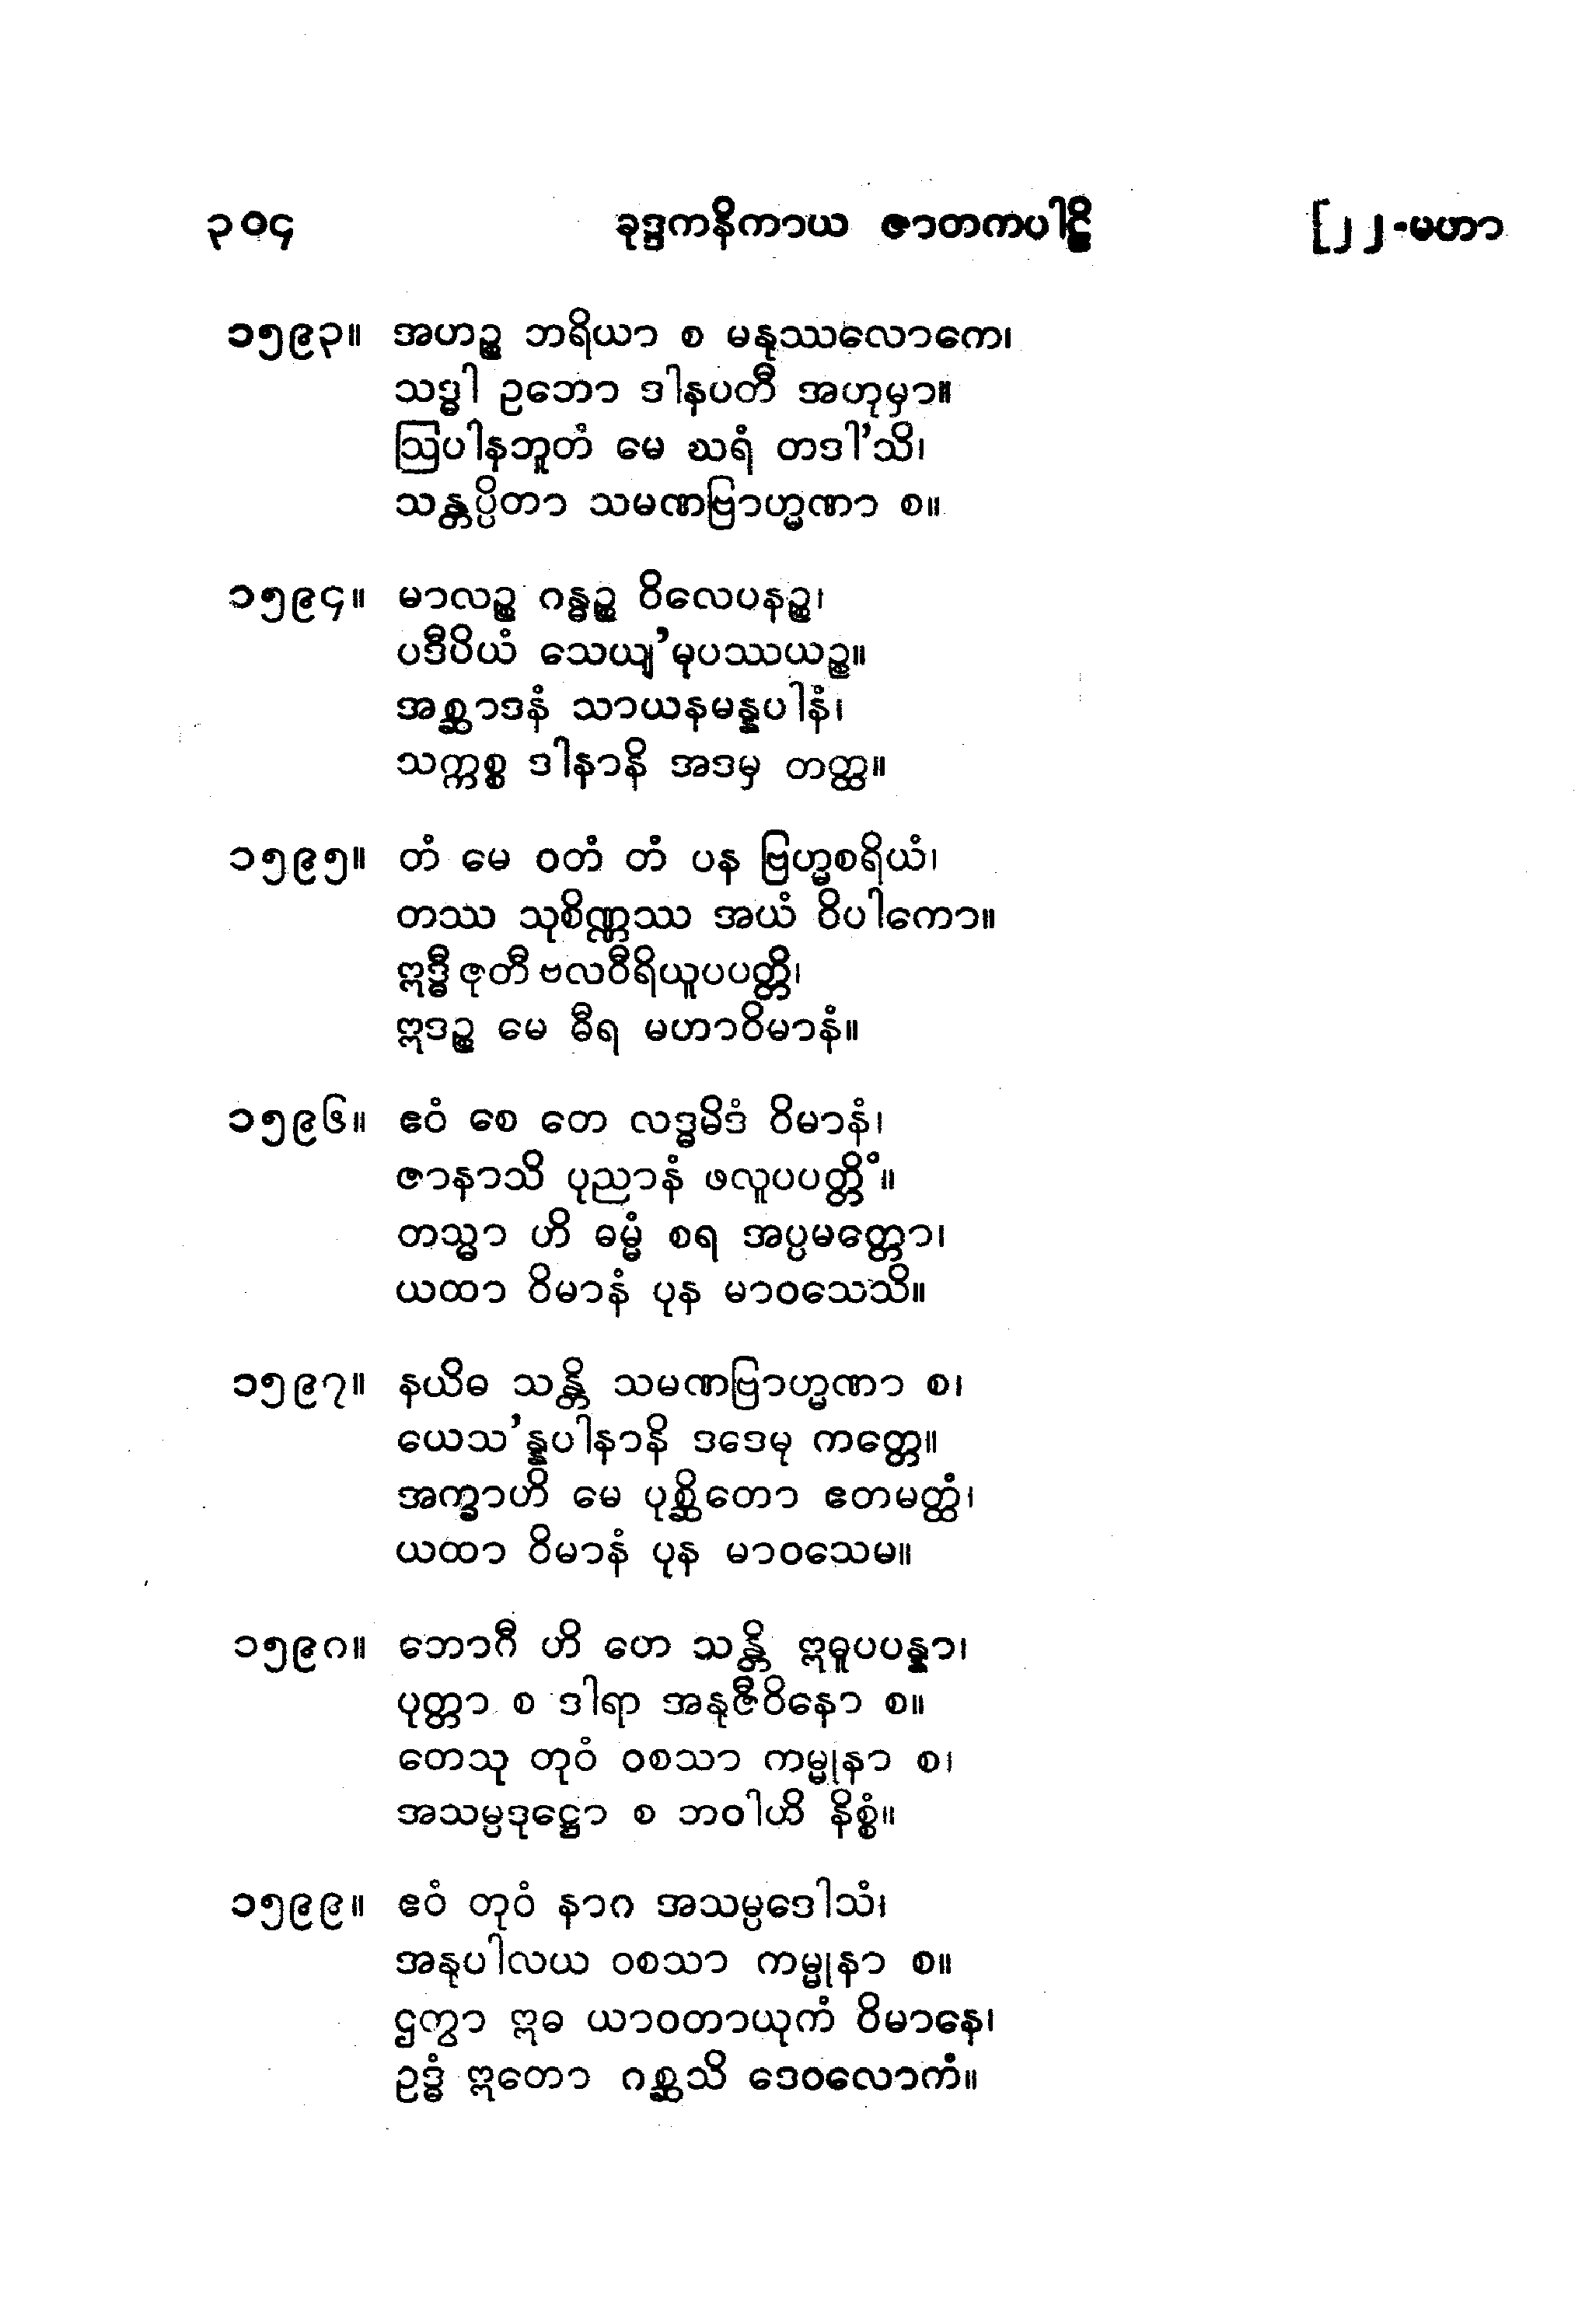 ၃၀၄ ခုဒ္ဒကနိကာယ ဇာတကပါဠိ [၂၂-မဟာ
၁၅၉၃။ အဟဉ္စ ဘရိယာ စ မနုဿလောကေ၊
သဒ္ဓါ ဥဘော ဒါနပတီ အဟုမှာ။
ဩပါနဘူတံ မေ ဃရံ တဒါ'သိ၊
သန္တပ္ပိတာ သမဏဗြာဟ္မဏာ စ။
၁၅၉၄။ မာလဉ္စ ဂန္ဓဉ္စ ဝိလေပနဉ္စ၊
ပဒီပိယံ သေယျ'မုပဿယဉ္စ။
အစ္ဆာဒနံ သာယနမန္နပါနံ၊
သက္ကစ္စ ဒါနာနိ အဒမှ တတ္ထ။
၁၅၉၅။ တံ မေ ဝတံ တံ ပန ဗြဟ္မစရိယံ၊
တဿ သုစိဏ္ဏဿ အယံ ဝိပါကော။
ဣဒ္ဓီ ဇုတီ ဗလဝီရိယူပပတ္တိ၊
ဣဒဉ္စ မေ ဓီရ မဟာဝိမာနံ။
၁၅၉၆။ ဧဝံ စေ တေ လဒ္ဓမိဒံ ဝိမာနံ၊
ဇာနာသိ ပုညာနံ ဖလူပပတ္တိံ။
တသ္မာ ဟိ ဓမ္မံ စရ အပ္ပမတ္တော၊
ယထာ ဝိမာနံ ပုန မာဝသေသိ။
၁၅၉၇။ နယိဓ သန္တိ သမဏဗြာဟ္မဏာ စ၊
ယေသ'န္နပါနာနိ ဒဒေမု ကတ္တေ။
အက္ခာဟိ မေ ပုစ္ဆိတော ဧတမတ္ထံ၊
ယထာ ဝိမာနံ ပုန မာဝသေမ။
၁၅၉၈။ ဘောဂီ ဟိ တေ သန္တိ ဣဓူပပန္နာ၊
ပုတ္တာ စ ဒါရာ အနုဇီဝိနော စ။
တေသု တုဝံ ဝစသာ ကမ္မုနာ စ၊
အသမ္ပဒုဋ္ဌော စ ဘဝါဟိ နိစ္စံ။
၁၅၉၉။ ဧဝံ တုဝံ နာဂ အသမ္ပဒေါသံ၊
အနုပါလယ ဝစသာ ကမ္မုနာ စ။
ဌတွာ ဣဓ ယာဝတာယုကံ ဝိမာနေ၊
ဥဒ္ဓံ ဣတော ဂစ္ဆသိ ဒေဝလောကံ။